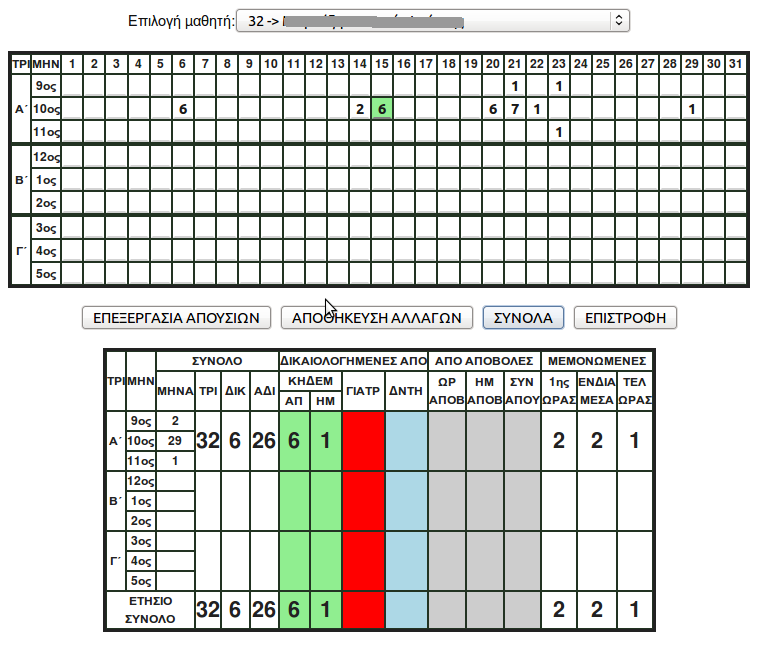 Επιλογή μαθητή: 32 ->
ΤΡΙ ΜΗΝ 1 2 3 4 5 6 7 8 9 10 11 12 13 14 15 16 17 18 19 20 21 22 23 24 25 26 27 28 29 30 31
9ος 1 1
Α΄ 10ος 6 2 6 6 7 1 1
11ος 1
12ος
Β΄ 1ος
2ος
3ος
Γ΄ 4ος
5ος
ΕΠΕΞΕΡΓΑΣΙΑ ΑΠΟΥΣΙΩΝ ΑΠΟΘΗΚΕΥΣΗ ΑΛΛΑΓΩΝ ΣΥΝΟΛΑ ΕΠΙΣΤΡΟΦΗ
ΣΥΝΟΛΟ ΔΙΚΑΙΟΛΟΓΗΜΕΝΕΣ ΑΠΟ ΑΠΟ ΑΠΟΒΟΛΕΣ ΜΕΜΟΝΩΜΕΝΕΣ
ΤΡΙ ΜΗΝ ΜΗΝΑ ΤΡΙ ΔΙΚ ΑΔΙ ΚΗΔΕΜ ΓΙΑΤΡ ΔΝΤΗ ΩΡ ΗΜ ΣΥΝ 1ης ΕΝΔΙΑ ΤΕΛ
ΑΠ ΗΜ ΑΠΟΒ ΑΠΟΒ ΑΠΟΥ ΩΡΑΣ ΜΕΣΑ ΩΡΑΣ
9ος 2
Α΄ 10ος 29 32 6 26 6 1 2 2 1
11ος 1
12ος
Β΄ 1ος
2ος
3ος
Γ΄ 4ος
5ος
ΕΤΗΣΙΟ
ΣΥΝΟΛΟ 32 6 26 6 1 2 2 1